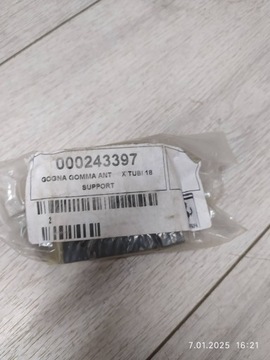 000243397
GOGNA GOMMA ANT X TUBI 18
SUPPORT
7.01.2025 16:21